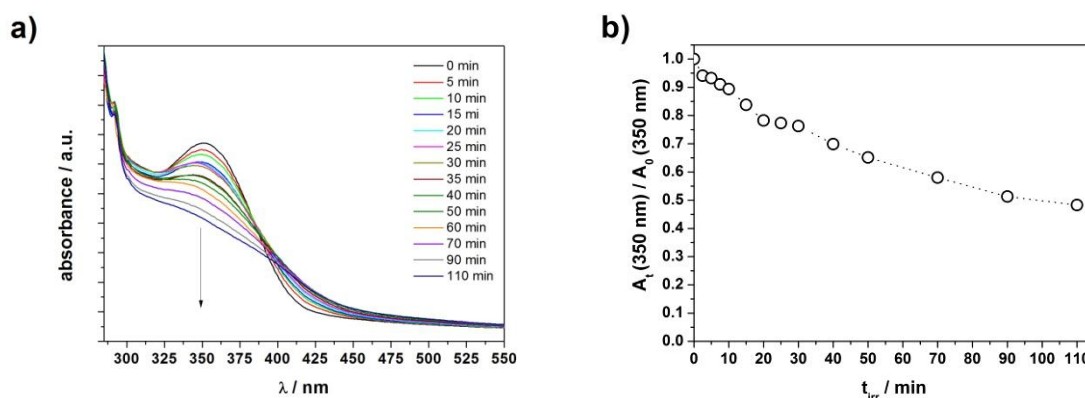 a)
absorbance / a.u.
0 min
5 min
10 min
15 mi
20 min
25 min
30 min
35 min
40 min
50 min
60 min
70 min
90 min
110 min
300 325 350 375 400 425 450 475 500 525 550
λ / nm
b)
At (350 nm) / A0 (350 nm)
1.0
0.9
0.8
0.7
0.6
0.5
0.4
0.3
0.2
0.1
0.0
0 10 20 30 40 50 60 70 80 90 100 110
tirr / min